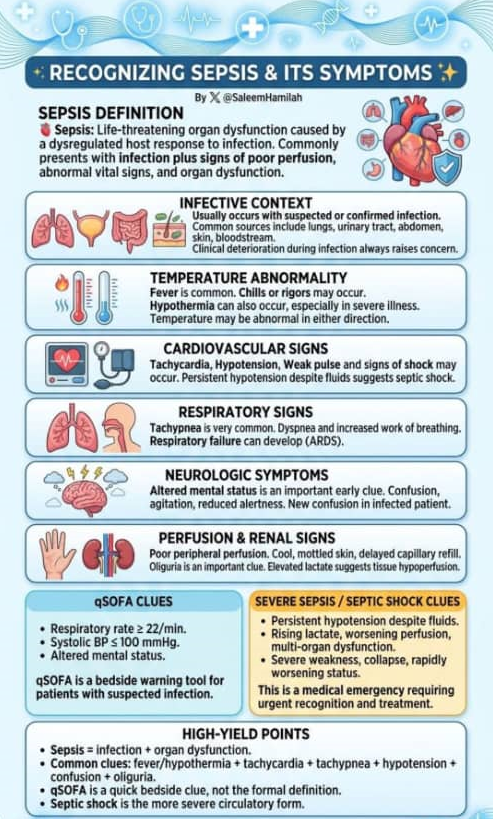 RECOGNIZING SEPSIS & ITS SYMPTOMS
By X @SaleemHamilah
SEPSIS DEFINITION
Sepsis: Life-threatening organ dysfunction caused by
a dysregulated host response to infection. Commonly
presents with infection plus signs of poor perfusion,
abnormal vital signs, and organ dysfunction.
INFECTIVE CONTEXT
Usually occurs with suspected or confirmed infection.
Common sources include lungs, urinary tract, abdomen,
skin, bloodstream.
Clinical deterioration during infection always raises concern.
TEMPERATURE ABNORMALITY
Fever is common. Chills or rigors may occur.
Hypothermia can also occur, especially in severe illness.
Temperature may be abnormal in either direction.
CARDIOVASCULAR SIGNS
Tachycardia, Hypotension, Weak pulse and signs of shock may
occur. Persistent hypotension despite fluids suggests septic shock.
RESPIRATORY SIGNS
Tachypnea is very common. Dyspnea and increased work of breathing.
Respiratory failure can develop (ARDS).
NEUROLOGIC SYMPTOMS
Altered mental status is an important early clue. Confusion,
agitation, reduced alertness. New confusion in infected patient.
PERFUSION & RENAL SIGNS
Poor peripheral perfusion. Cool, mottled skin, delayed capillary refill.
Oliguria is an important clue. Elevated lactate suggests tissue hypoperfusion.
qSOFA CLUES
• Respiratory rate ≥ 22/min.
• Systolic BP ≤ 100 mmHg.
• Altered mental status.
qSOFA is a bedside warning tool for
patients with suspected infection.
SEVERE SEPSIS / SEPTIC SHOCK CLUES
• Persistent hypotension despite fluids.
• Rising lactate, worsening perfusion,
multi-organ dysfunction.
• Severe weakness, collapse, rapidly
worsening status.
This is a medical emergency requiring
urgent recognition and treatment.
HIGH-YIELD POINTS
• Sepsis = infection + organ dysfunction.
• Common clues: fever/hypothermia + tachycardia + tachypnea + hypotension +
confusion + oliguria.
• qSOFA is a quick bedside clue, not the formal definition.
• Septic shock is the more severe circulatory form.